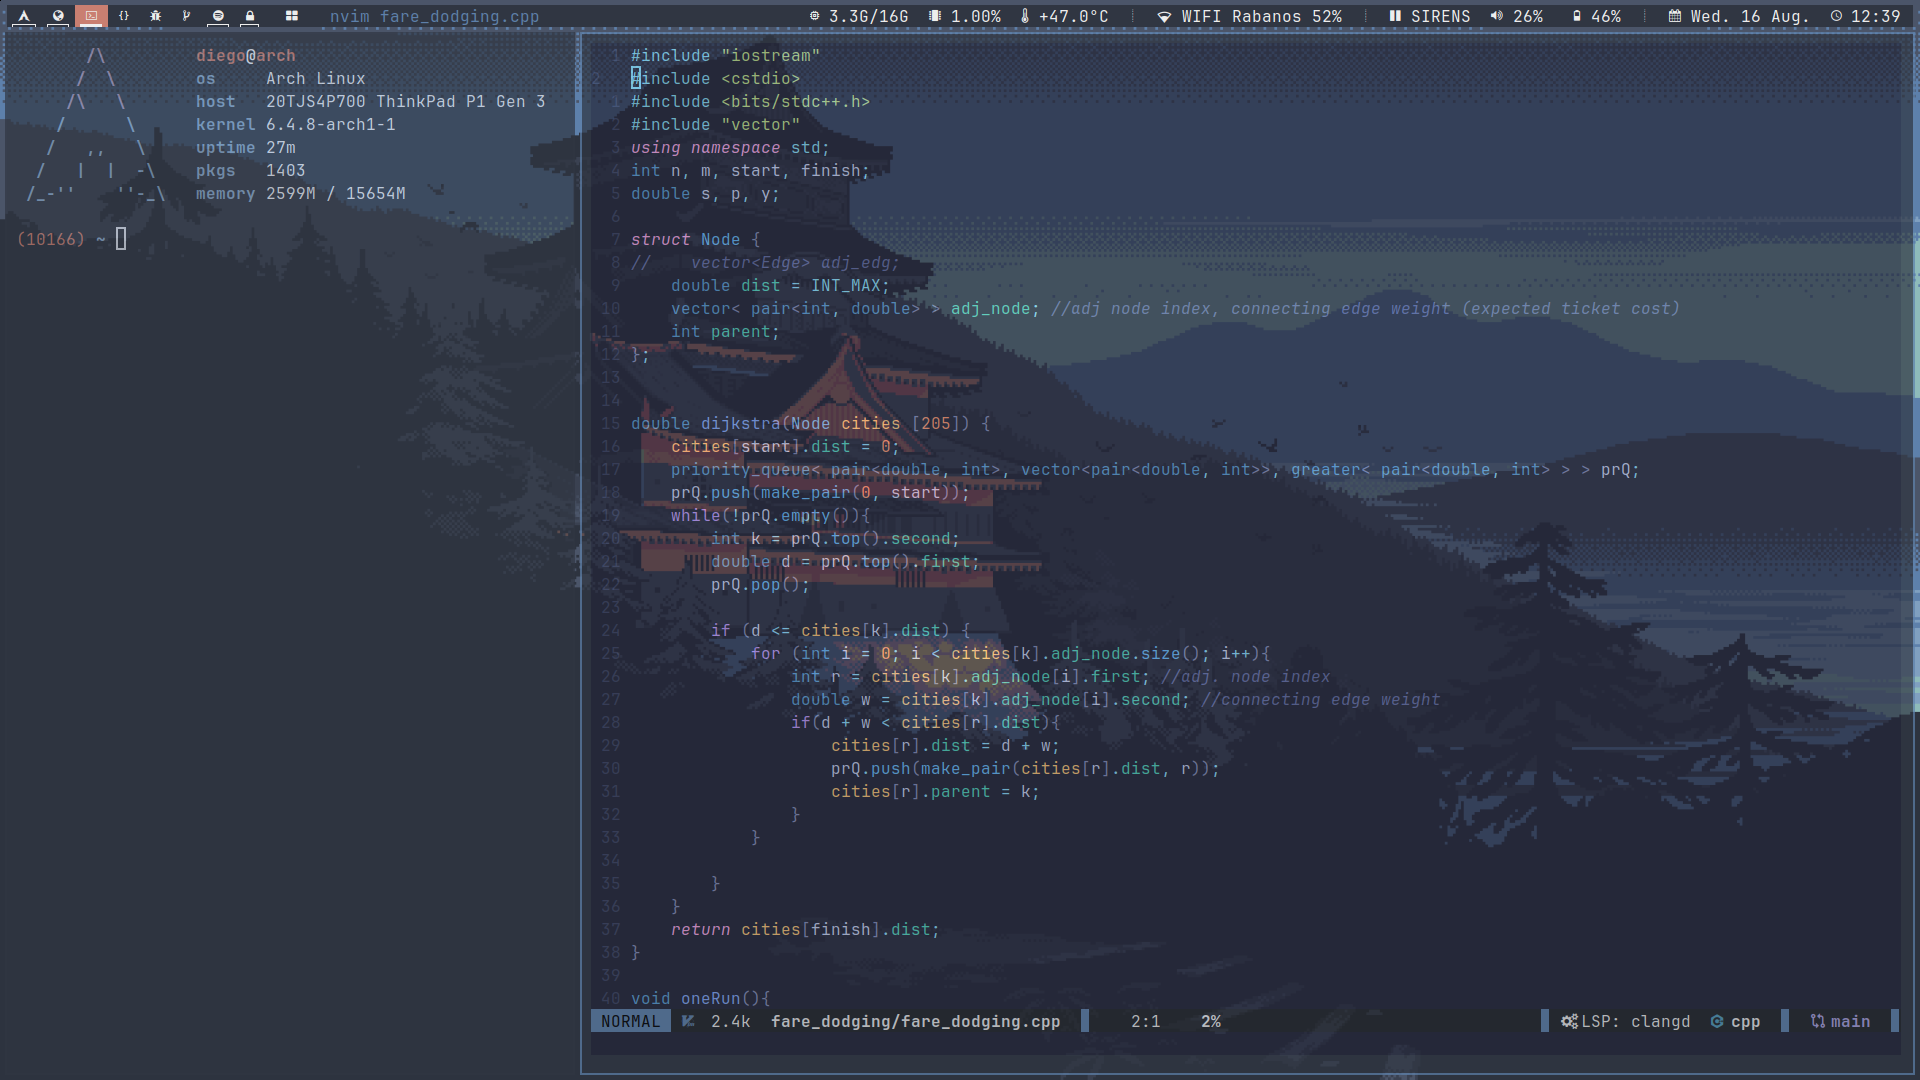 {} nvim fare_dodging.cpp 3.3G/16G 1.00% +47.0°C WIFI Rabanos 52% SIRENS 26% 46% Wed. 16 Aug. 12:39
/\ diego@arch
/  \ os Arch Linux
/\   \ host 20TJS4P700 ThinkPad P1 Gen 3
/      \ kernel 6.4.8-arch1-1
/   ,,   \ uptime 27m
/   |  |  -\ pkgs 1403
/_-''    ''-_\ memory 2599M / 15654M
(10166) ~
1 #include "iostream"
2 #include <cstdio>
1 #include <bits/stdc++.h>
2 #include "vector"
3 using namespace std;
4 int n, m, start, finish;
5 double s, p, y;
6
7 struct Node {
8 //    vector<Edge> adj_edg;
9     double dist = INT_MAX;
10     vector< pair<int, double> > adj_node; //adj node index, connecting edge weight (expected ticket cost)
11     int parent;
12 };
13
14
15 double dijkstra(Node cities [205]) {
16     cities[start].dist = 0;
17     priority_queue< pair<double, int>, vector<pair<double, int>>, greater< pair<double, int> > > prQ;
18     prQ.push(make_pair(0, start));
19     while(!prQ.empty()){
20         int k = prQ.top().second;
21         double d = prQ.top().first;
22         prQ.pop();
23
24         if (d <= cities[k].dist) {
25             for (int i = 0; i < cities[k].adj_node.size(); i++){
26                 int r = cities[k].adj_node[i].first; //adj. node index
27                 double w = cities[k].adj_node[i].second; //connecting edge weight
28                 if(d + w < cities[r].dist){
29                     cities[r].dist = d + w;
30                     prQ.push(make_pair(cities[r].dist, r));
31                     cities[r].parent = k;
32                 }
33             }
34
35         }
36     }
37     return cities[finish].dist;
38 }
39
40 void oneRun(){
NORMAL 2.4k fare_dodging/fare_dodging.cpp 2:1 2% LSP: clangd cpp main